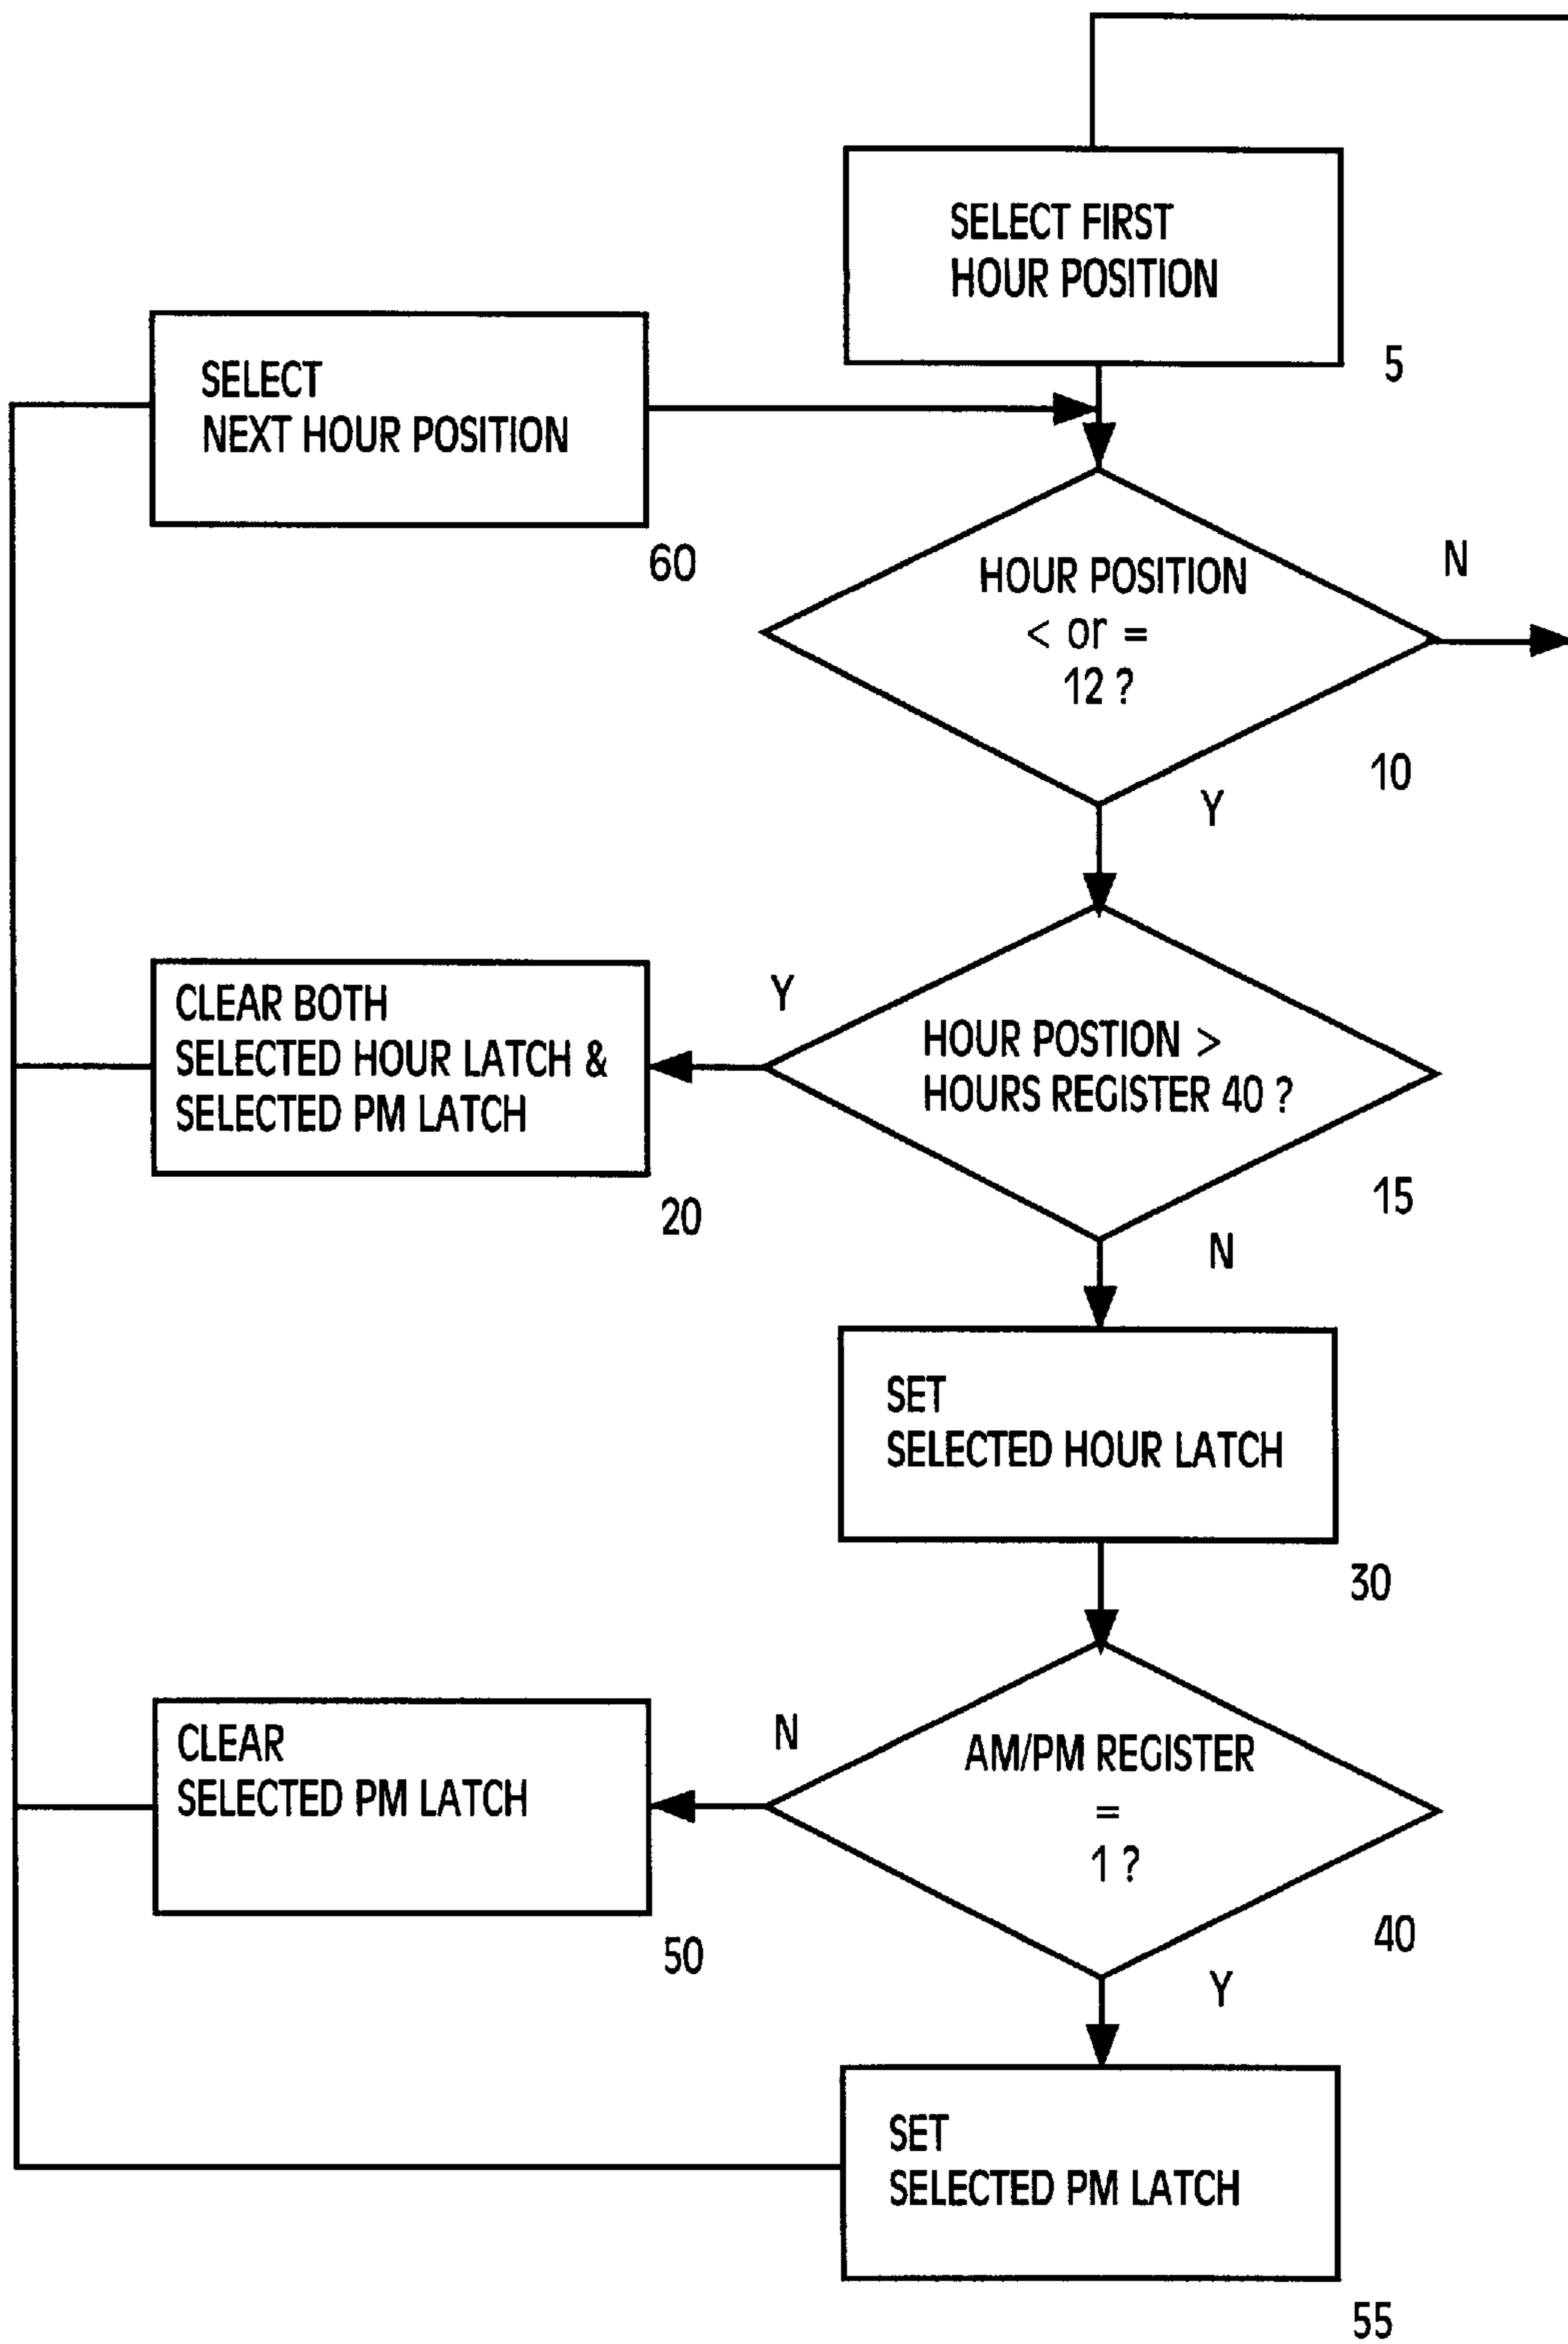 SELECT FIRST
HOUR POSITION
5
SELECT
NEXT HOUR POSITION
60
HOUR POSITION
< or =
12 ?
N
10
Y
HOUR POSTION >
HOURS REGISTER 40 ?
15
Y
CLEAR BOTH
SELECTED HOUR LATCH &
SELECTED PM LATCH
20
N
SET
SELECTED HOUR LATCH
30
AM/PM REGISTER
=
1 ?
40
N
CLEAR
SELECTED PM LATCH
50
Y
SET
SELECTED PM LATCH
55